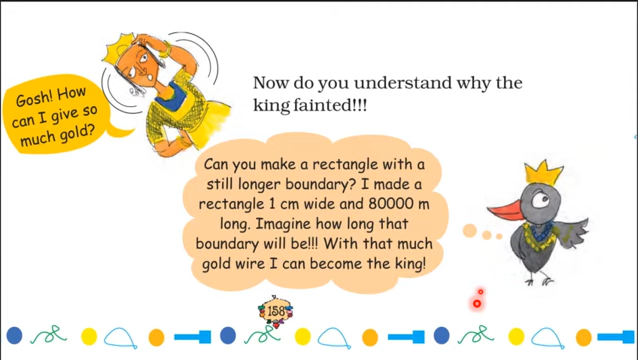 Gosh! How
can I give so
much gold?
Now do you understand why the
king fainted!!!
Can you make a rectangle with a
still longer boundary? I made a
rectangle 1 cm wide and 80000 m
long. Imagine how long that
boundary will be!!! With that much
gold wire I can become the king!
158